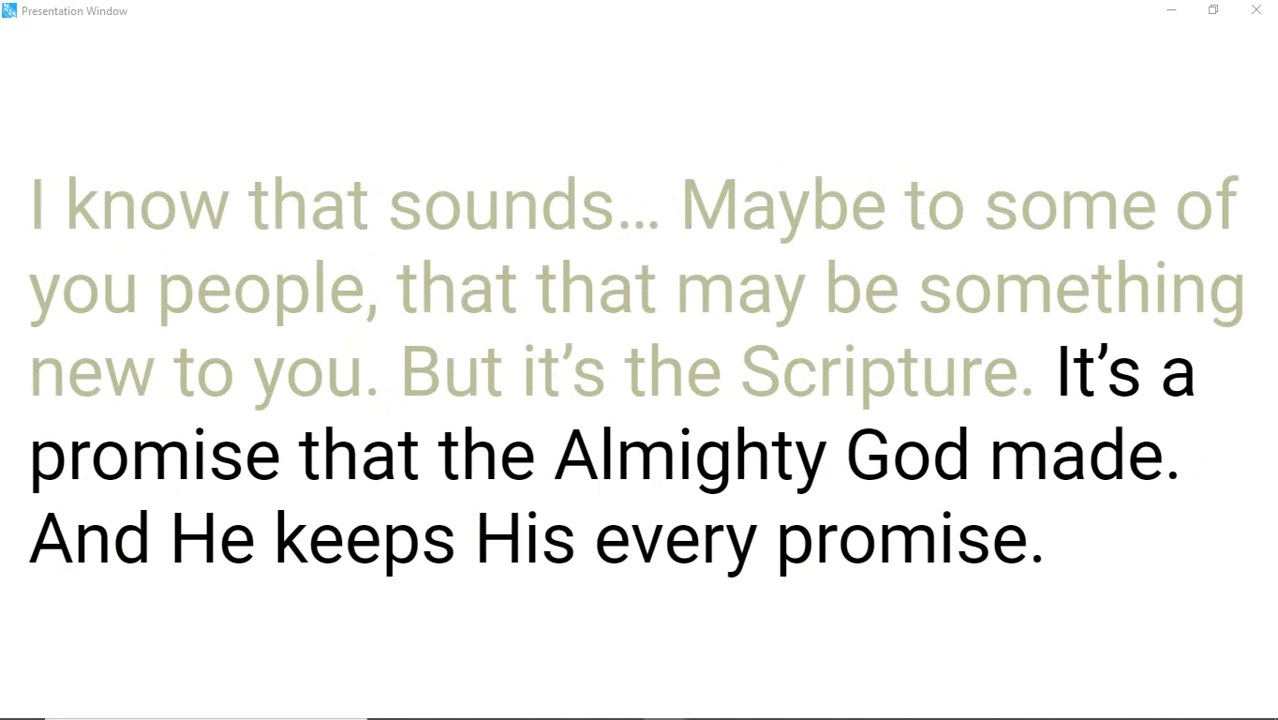 Presentation Window
I know that sounds… Maybe to some of
you people, that that may be something
new to you. But it’s the Scripture. It’s a
promise that the Almighty God made.
And He keeps His every promise.